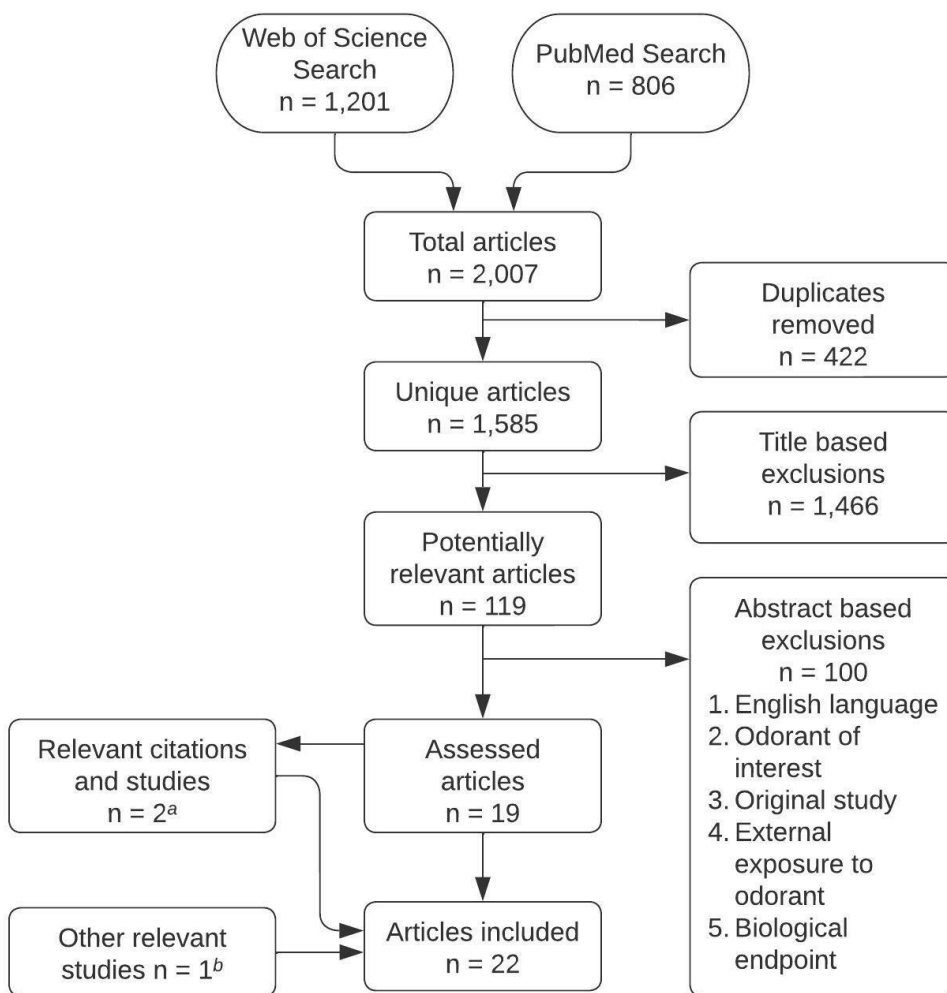 Web of Science
Search
n = 1,201
PubMed Search
n = 806
Total articles
n = 2,007
Duplicates
removed
n = 422
Unique articles
n = 1,585
Title based
exclusions
n = 1,466
Potentially
relevant articles
n = 119
Abstract based
exclusions
n = 100
1. English language
2. Odorant of
interest
3. Original study
4. External
exposure to
odorant
5. Biological
endpoint
Relevant citations
and studies
n = 2ᵃ
Assessed
articles
n = 19
Other relevant
studies n = 1ᵇ
Articles included
n = 22